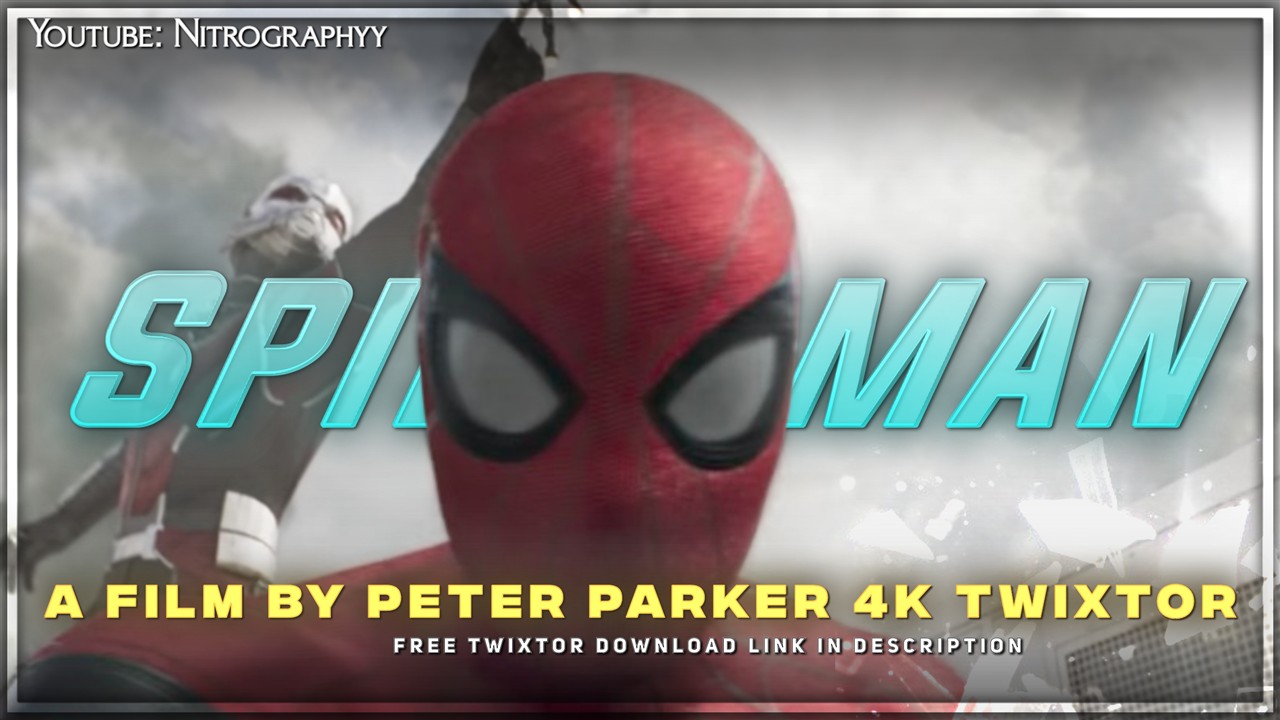 Youtube: Nitrographyy
SPI MAN
A FILM BY PETER PARKER 4K TWIXTOR
FREE TWIXTOR DOWNLOAD LINK IN DESCRIPTION